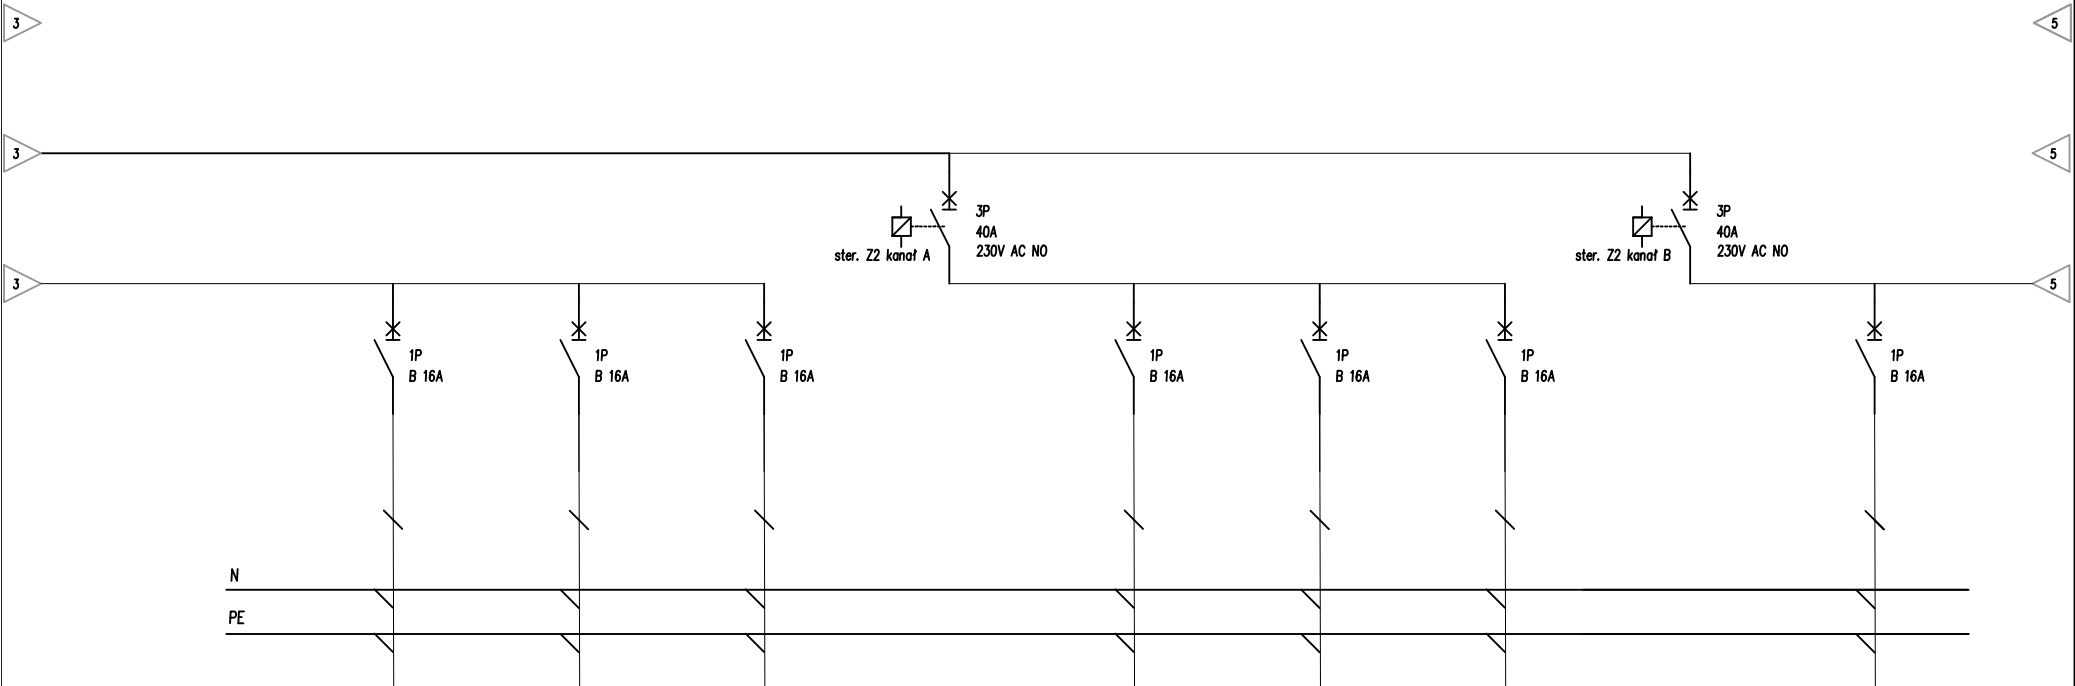 3
5
3
5
3P
40A
230V AC NO
ster. Z2 kanał A
3P
40A
230V AC NO
ster. Z2 kanał B
3
5
1P
B 16A
1P
B 16A
1P
B 16A
1P
B 16A
1P
B 16A
1P
B 16A
1P
B 16A
N
PE